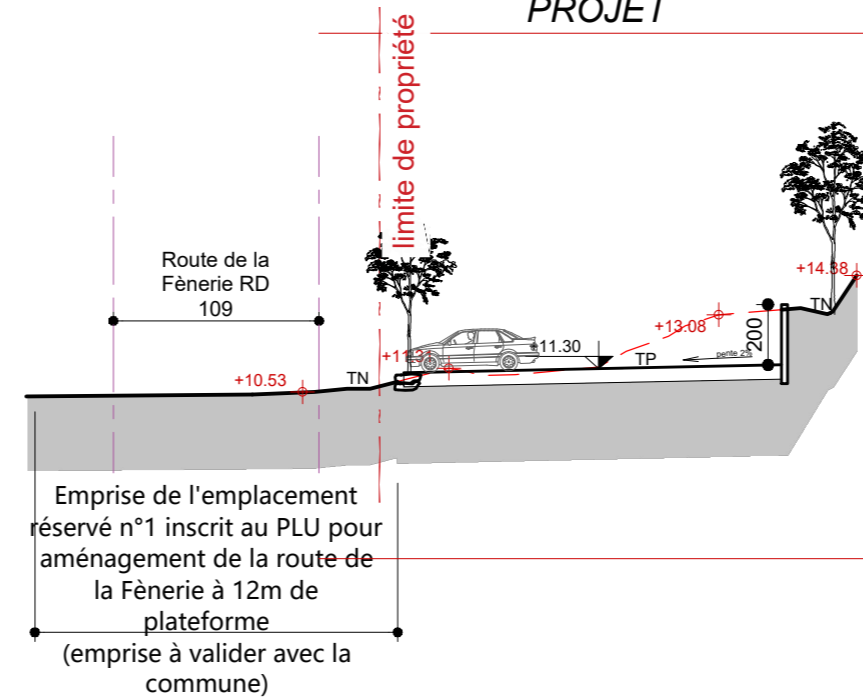 PROJET
limite de propriété
Route de la
Fènerie RD
109
+14.38
TN
+13.08
200
11.30
pente 2%
TP
TN
+10.53
Emprise de l'emplacement
réservé n°1 inscrit au PLU pour
aménagement de la route de
la Fènerie à 12m de
plateforme
(emprise à valider avec la
commune)